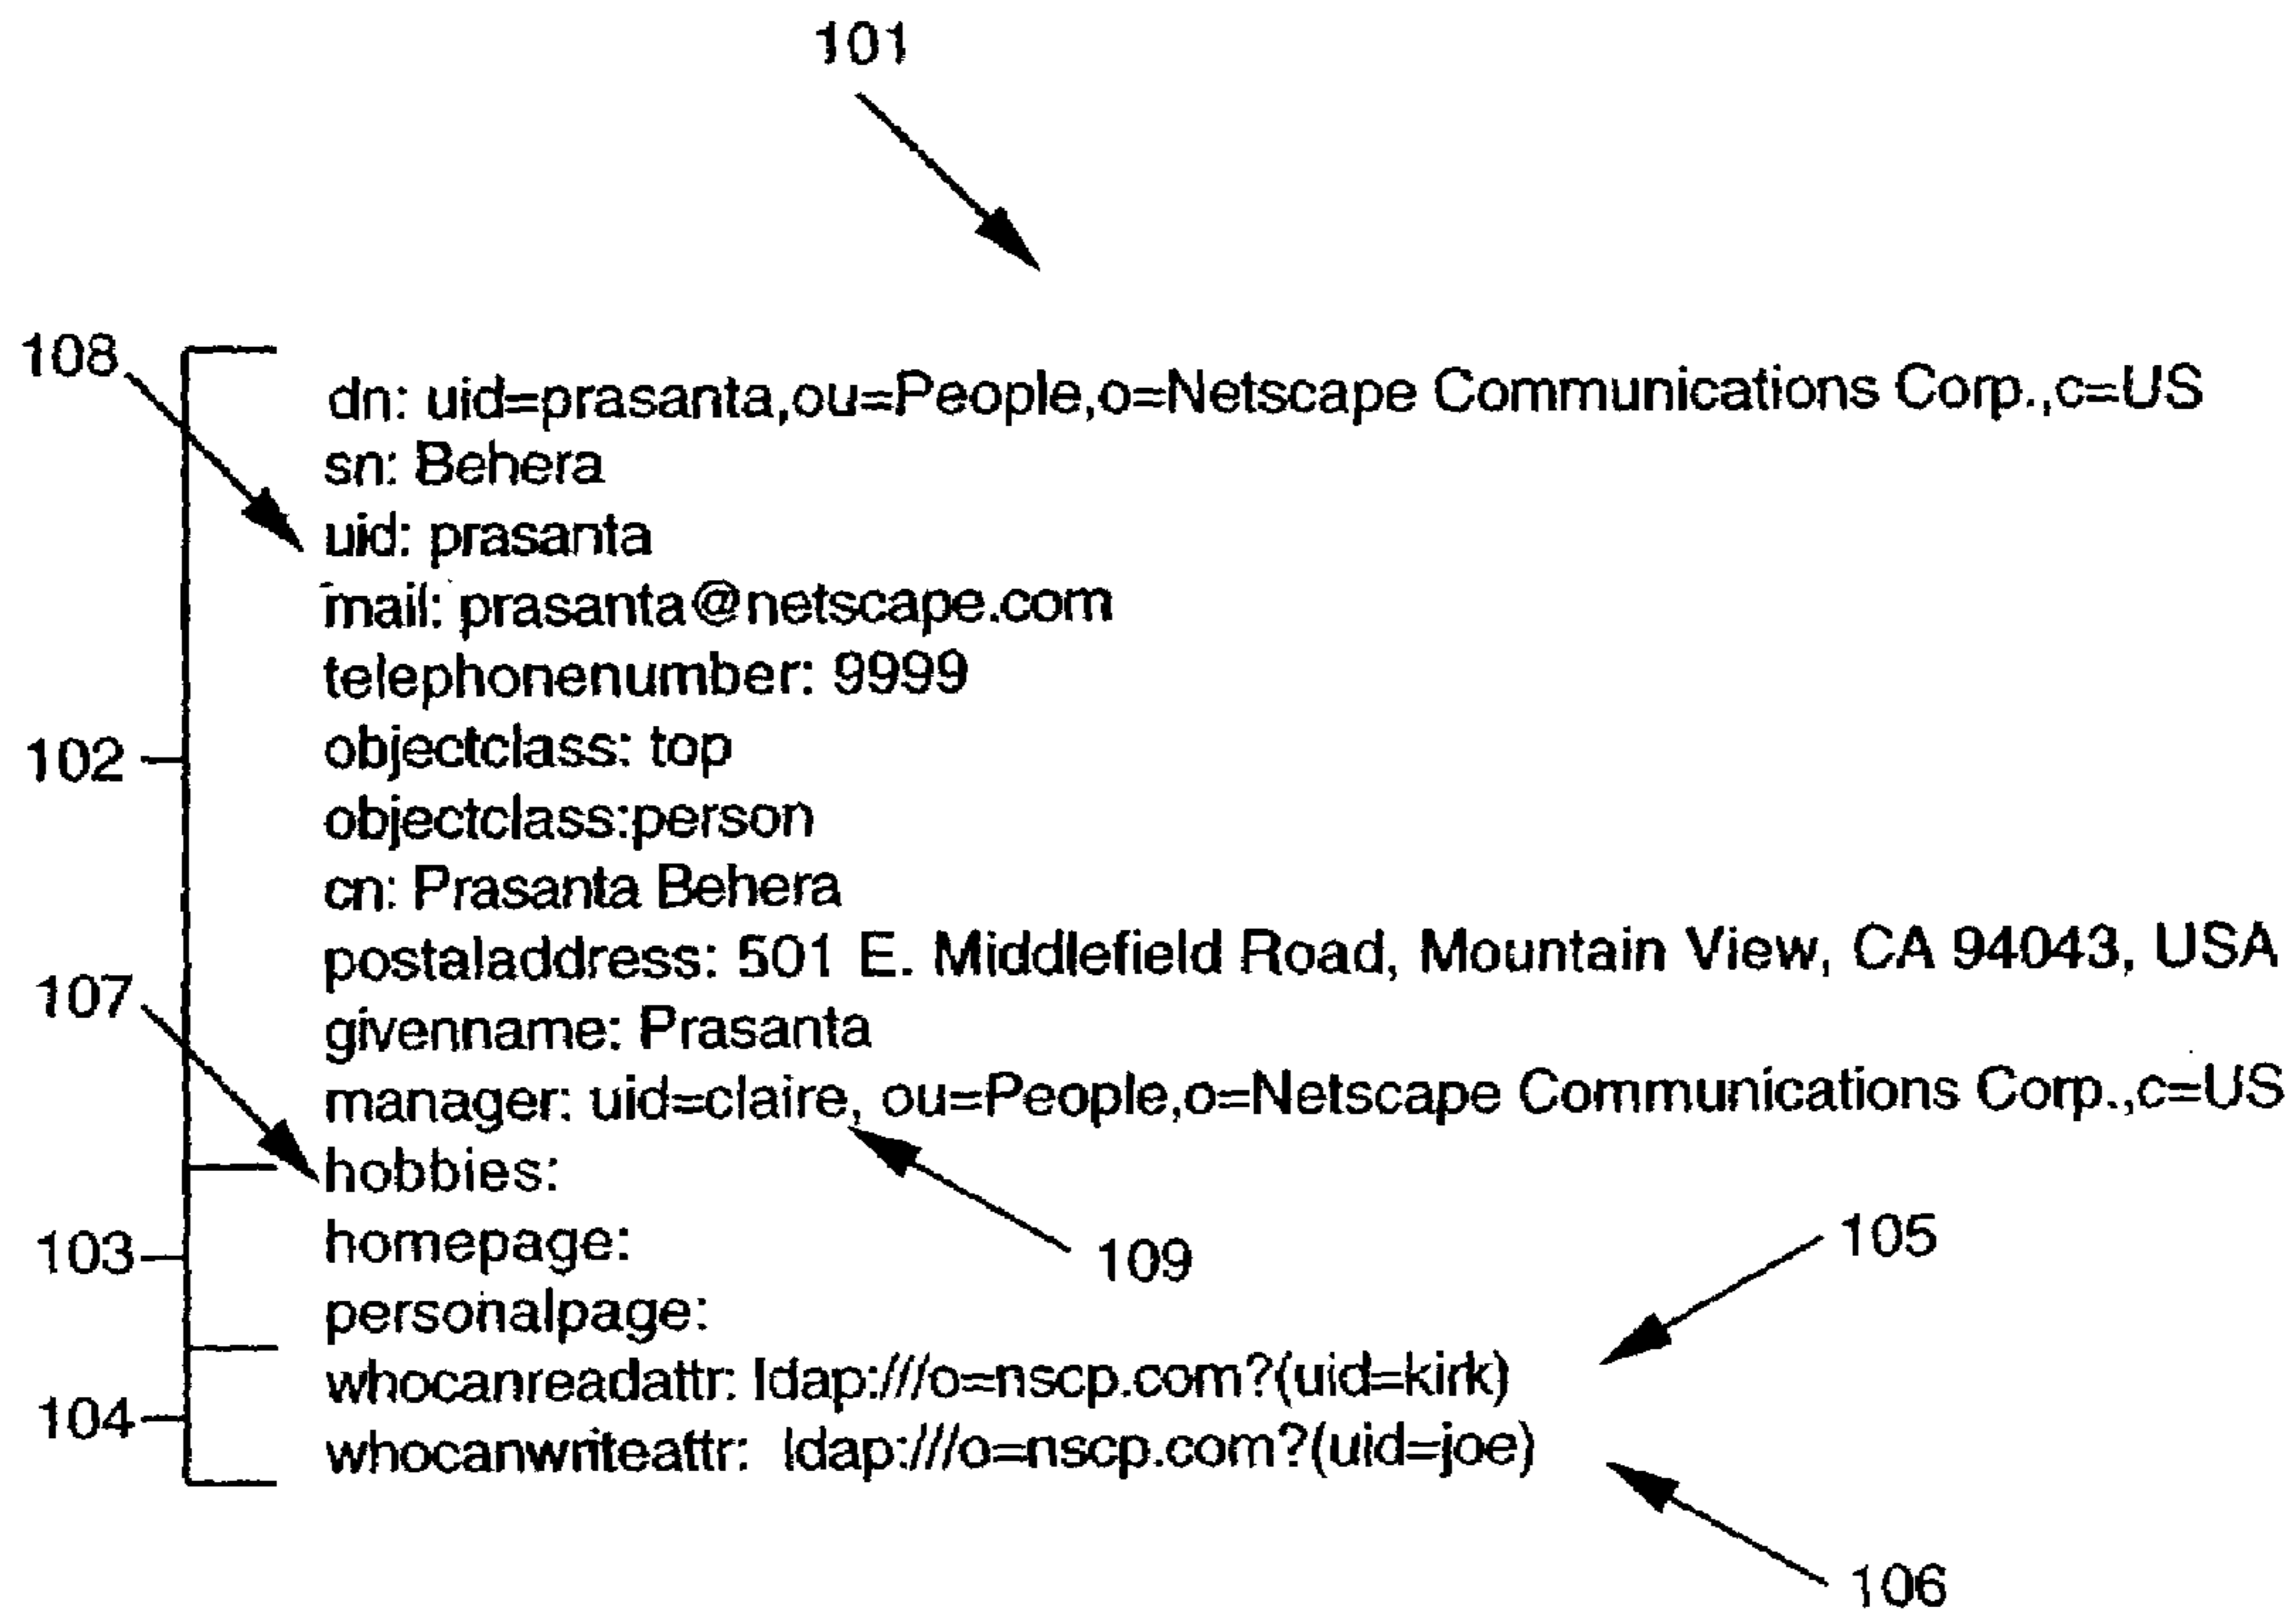 101
108
dn: uid=prasanta,ou=People,o=Netscape Communications Corp.,c=US
sn: Behera
uid: prasanta
mail: prasanta@netscape.com
telephonenumber: 9999
102
objectclass: top
objectclass:person
cn: Prasanta Behera
postaladdress: 501 E. Middlefield Road, Mountain View, CA 94043, USA
107
givenname: Prasanta
manager: uid=claire, ou=People,o=Netscape Communications Corp.,c=US
hobbies:
103
homepage:
109
105
personalpage:
whocanreadattr: ldap:///o=nscp.com?(uid=kirk)
104
whocanwriteattr: ldap:///o=nscp.com?(uid=joe)
106